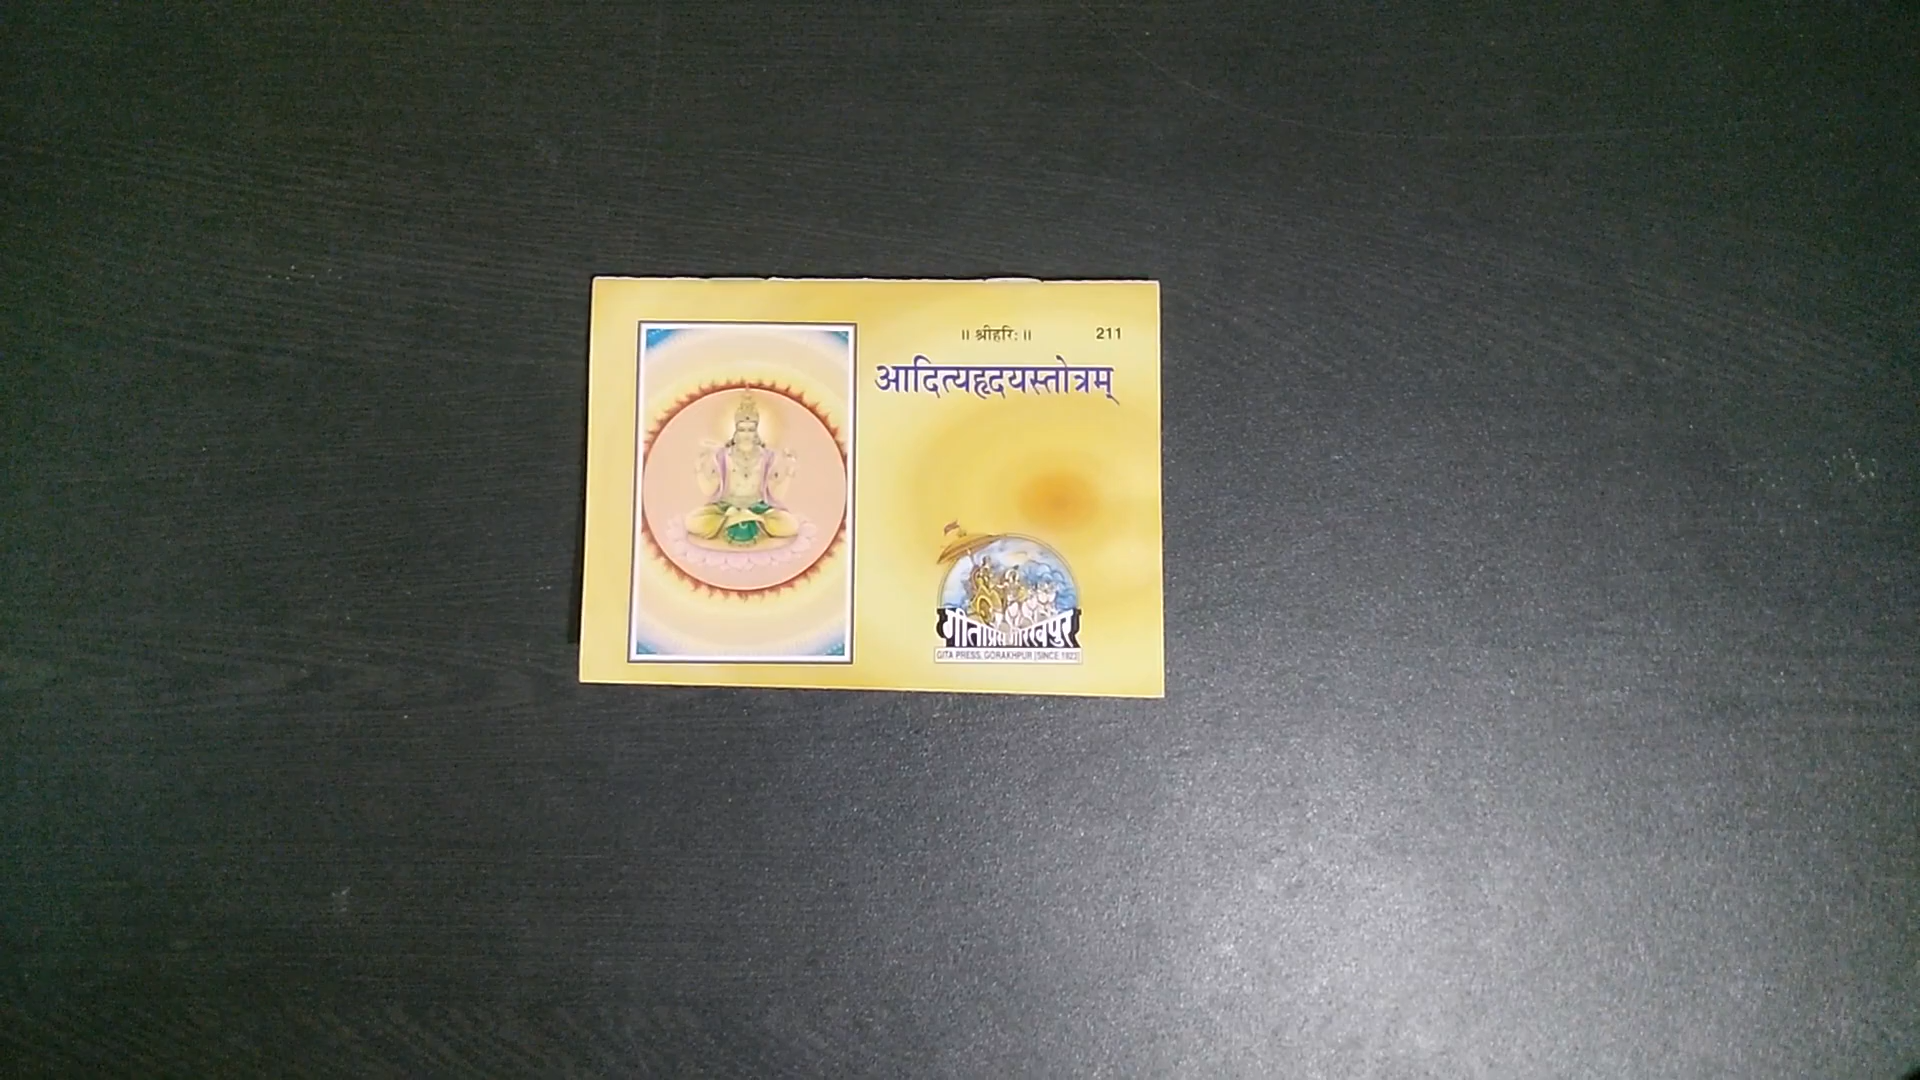 ॥ श्रीहरिः ॥ 211
आदित्यहृदयस्तोत्रम्
गीताप्रेस गोरखपुर
GITA PRESS, GORAKHPUR [SINCE 1923]